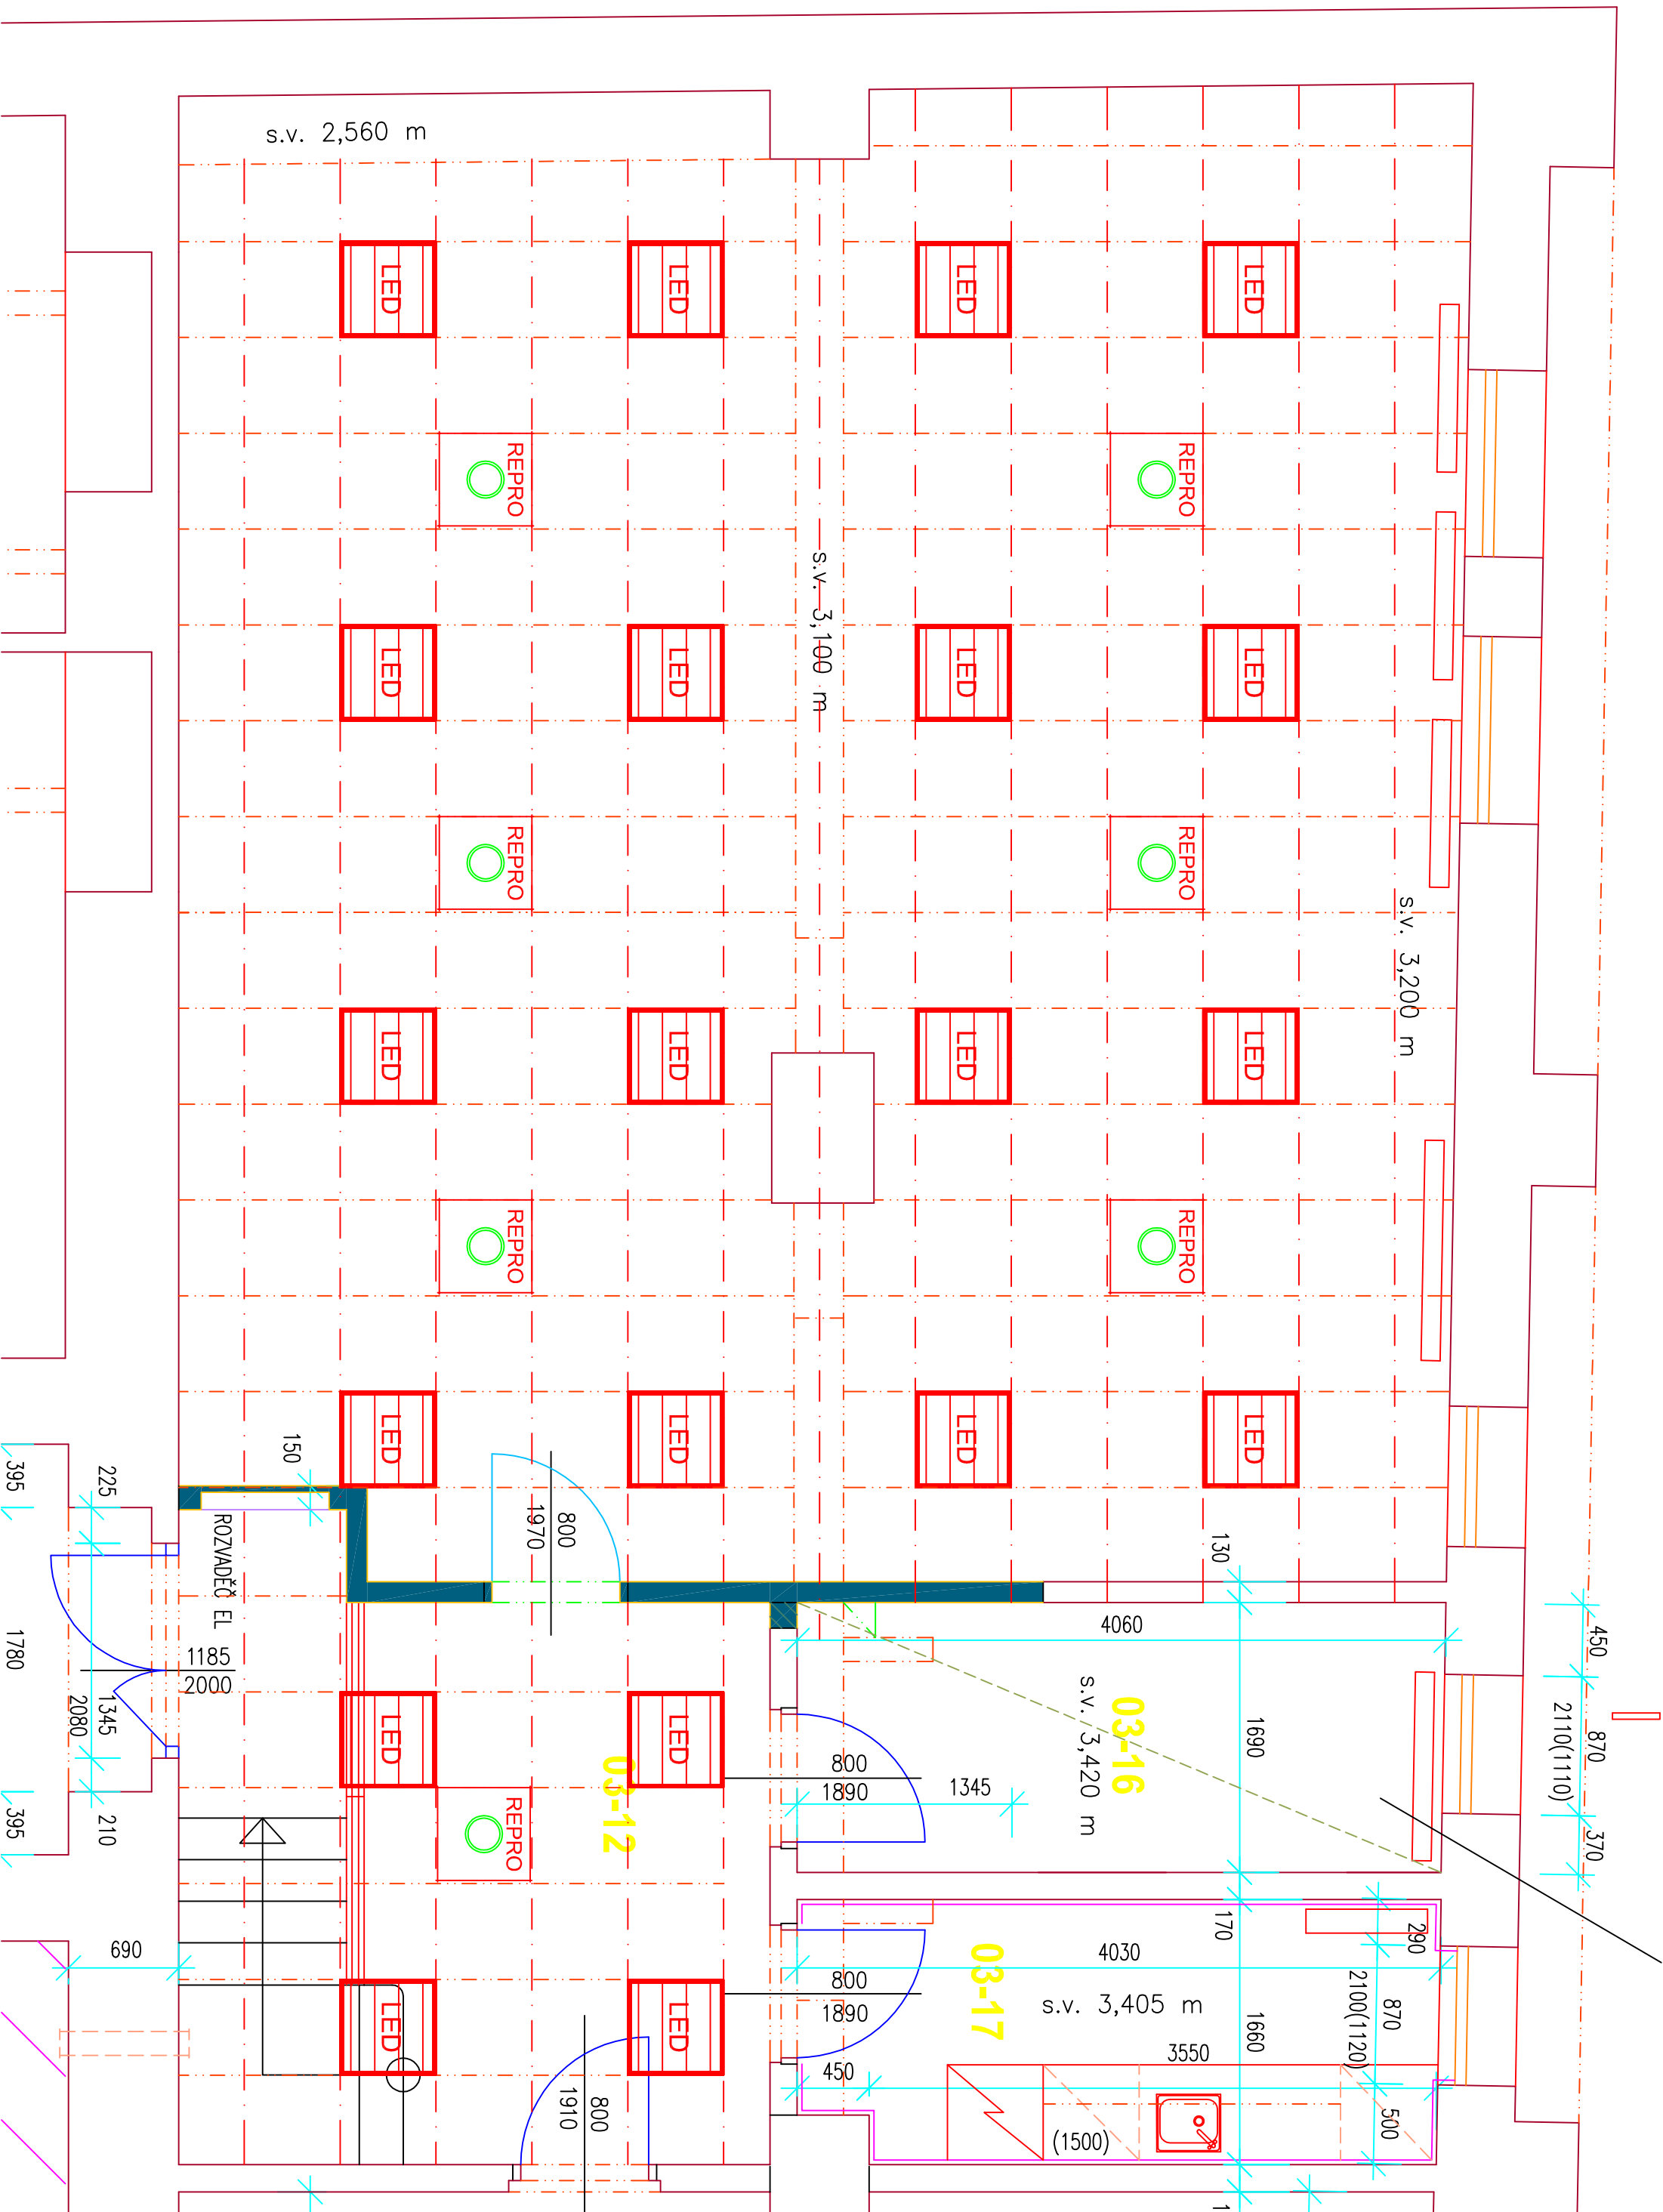 s.v. 2,560 m
LED
LED
LED
LED
REPRO
REPRO
s.v. 3,100 m
LED
LED
LED
LED
REPRO
REPRO
s.v. 3,200 m
LED
LED
LED
LED
REPRO
REPRO
LED
LED
LED
LED
150
395
225
800
1970
130
ROZVADĚČ EL
4060
450
1780
1185
2000
1345
2080
LED
LED
03-12
03-16
s.v. 3,420 m
1690
870
2110(1110)
800
1890
1345
REPRO
395
210
370
690
170
290
4030
03-17
800
1890
s.v. 3,405 m
LED
LED
1660
870
2100(1120)
3550
450
800
1910
(1500)
500